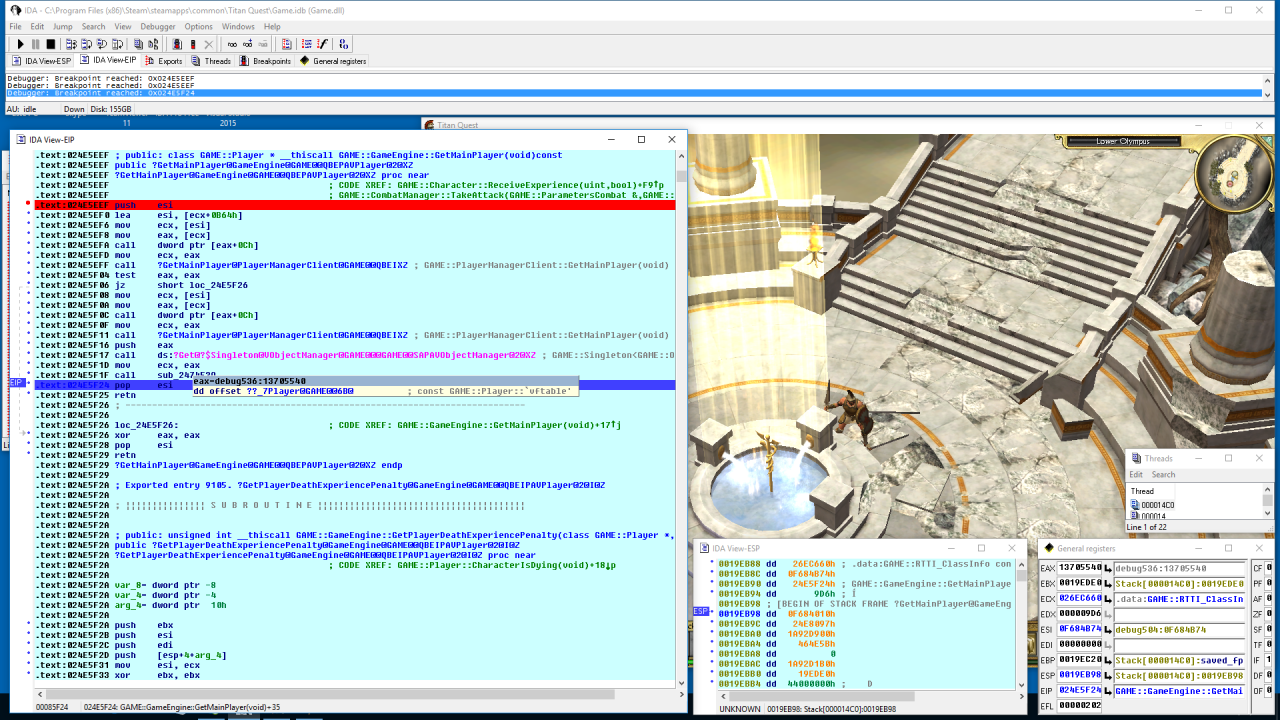 IDA - C:\Program Files (x86)\Steam\steamapps\common\Titan Quest\Game.idb (Game.dll)
File Edit Jump Search View Debugger Options Windows Help
IDA View-ESP IDA View-EIP Exports Threads Breakpoints General registers
Debugger: Breakpoint reached: 0x024E5EEF
Debugger: Breakpoint reached: 0x024E5EEF
Debugger: Breakpoint reached: 0x024E5F24
AU: idle Down Disk: 155GB
11 2015
IDA View-EIP
.text:024E5EEF ; public: class GAME::Player * __thiscall GAME::GameEngine::GetMainPlayer(void)const
.text:024E5EEF public ?GetMainPlayer@GameEngine@GAME@@QBEPAVPlayer@2@XZ
.text:024E5EEF ?GetMainPlayer@GameEngine@GAME@@QBEPAVPlayer@2@XZ proc near
.text:024E5EEF ; CODE XREF: GAME::Character::ReceiveExperience(uint,bool)+F9↑p
.text:024E5EEF ; GAME::CombatManager::TakeAttack(GAME::ParametersCombat &,GAME::
.text:024E5EEF push esi
.text:024E5EF0 lea esi, [ecx+0B64h]
.text:024E5EF6 mov ecx, [esi]
.text:024E5EF8 mov eax, [ecx]
.text:024E5EFA call dword ptr [eax+0Ch]
.text:024E5EFD mov ecx, eax
.text:024E5EFF call ?GetMainPlayer@PlayerManagerClient@GAME@@QBEIXZ ; GAME::PlayerManagerClient::GetMainPlayer(void)
.text:024E5F04 test eax, eax
.text:024E5F06 jz short loc_24E5F26
.text:024E5F08 mov ecx, [esi]
.text:024E5F0A mov eax, [ecx]
.text:024E5F0C call dword ptr [eax+0Ch]
.text:024E5F0F mov ecx, eax
.text:024E5F11 call ?GetMainPlayer@PlayerManagerClient@GAME@@QBEIXZ ; GAME::PlayerManagerClient::GetMainPlayer(void)
.text:024E5F16 push eax
.text:024E5F17 call ds:?Get@?$Singleton@VObjectManager@GAME@@@GAME@@SAPAVObjectManager@2@XZ ; GAME::Singleton<GAME::O
.text:024E5F1D mov ecx, eax
.text:024E5F1F call
EIP .text:024E5F24 pop esi
eax=debug536:13705540
dd offset ??_7Player@GAME@@6B@ ; const GAME::Player::`vftable'
.text:024E5F25 retn
.text:024E5F26 ; ---------------------------------------------------------------------------
.text:024E5F26
.text:024E5F26 loc_24E5F26: ; CODE XREF: GAME::GameEngine::GetMainPlayer(void)+17↑j
.text:024E5F26 xor eax, eax
.text:024E5F28 pop esi
.text:024E5F29 retn
.text:024E5F29 ?GetMainPlayer@GameEngine@GAME@@QBEPAVPlayer@2@XZ endp
.text:024E5F29
.text:024E5F2A ; Exported entry 9105. ?GetPlayerDeathExperiencePenalty@GameEngine@GAME@@QBEIPAVPlayer@2@I@Z
.text:024E5F2A
.text:024E5F2A ; ¦¦¦¦¦¦¦¦¦¦¦¦¦¦¦ S U B R O U T I N E ¦¦¦¦¦¦¦¦¦¦¦¦¦¦¦¦¦¦¦¦¦¦¦¦¦¦¦¦¦¦¦¦¦¦¦¦¦¦¦
.text:024E5F2A
.text:024E5F2A
.text:024E5F2A ; public: unsigned int __thiscall GAME::GameEngine::GetPlayerDeathExperiencePenalty(class GAME::Player *,
.text:024E5F2A public ?GetPlayerDeathExperiencePenalty@GameEngine@GAME@@QBEIPAVPlayer@2@I@Z
.text:024E5F2A ?GetPlayerDeathExperiencePenalty@GameEngine@GAME@@QBEIPAVPlayer@2@I@Z proc near
.text:024E5F2A ; CODE XREF: GAME::Player::CharacterIsDying(void)+18↓p
.text:024E5F2A
.text:024E5F2A var_8= dword ptr -8
.text:024E5F2A var_4= dword ptr -4
.text:024E5F2A arg_4= dword ptr 10h
.text:024E5F2A
.text:024E5F2A push ebx
.text:024E5F2B push esi
.text:024E5F2C push edi
.text:024E5F2D push [esp+4+arg_4]
.text:024E5F31 mov esi, ecx
.text:024E5F33 xor ebx, ebx
00085F24 024E5F24: GAME::GameEngine::GetMainPlayer(void)+35
Titan Quest
Lower Olympus
Threads
Edit Search
Thread
000014C0
Line 1 of 22
IDA View-ESP
0019EB88 dd 26EC660h ; .data:GAME::RTTI_ClassInfo con
0019EB8C dd 0F684B74h
0019EB90 dd 24E5F24h ; GAME::GameEngine::GetMainPlaye
0019EB94 dd 9D6h ; Í
0019EB98 ; [BEGIN OF STACK FRAME ?GetMainPlayer@GameEng
ESP 0019EB98 dd 0F684010h
0019EB9C dd 24E8097h
0019EBA0 dd 1A92D900h
0019EBA4 dd 464E5Bh
0019EBA8 dd 0
0019EBAC dd 1A92D1B0h
0019EBB0 dd 19EDE0h
0019EBB4 dd 44000000h ; D
UNKNOWN 0019EB98: Stack[000014C0]:0019EB98
General registers
EAX 13705540 debug536:13705540 CF 0
EBX 0019EDE0 Stack[000014C0]:0019EDE0 PF 0
ECX 026EC660 .data:GAME::RTTI_ClassIn AF 0
EDX 000009D6 ZF 0
ESI 0F684B74 debug504:0F684B74 SF 0
EDI 00000000 TF 0
EBP 0019EC20 Stack[000014C0]:saved_fp IF 1
ESP 0019EB98 Stack[000014C0]:0019EB98 DF 0
EIP 024E5F24 GAME::GameEngine::GetMai OF 0
EFL 00000202